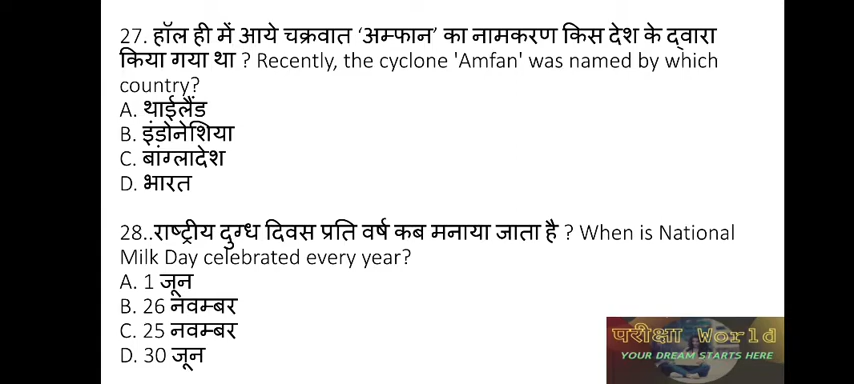 27. हॉल ही में आये चक्रवात ‘अम्फान’ का नामकरण किस देश के द्वारा
किया गया था ? Recently, the cyclone 'Amfan' was named by which
country?
A. थाईलैंड
B. इंड़ोनेशिया
C. बांग्लादेश
D. भारत
28..राष्ट्रीय दुग्ध दिवस प्रति वर्ष कब मनाया जाता है ? When is National
Milk Day celebrated every year?
A. 1 जून
B. 26 नवम्बर
C. 25 नवम्बर
D. 30 जून
परीक्षा World
YOUR DREAM STARTS HERE